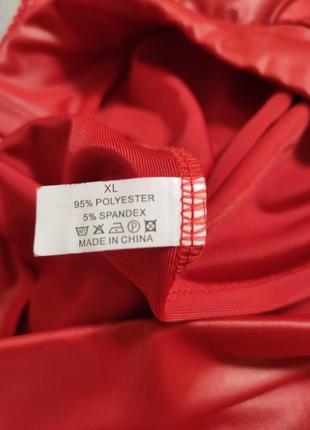 XL
95% POLYESTER
5% SPANDEX
MADE IN CHINA